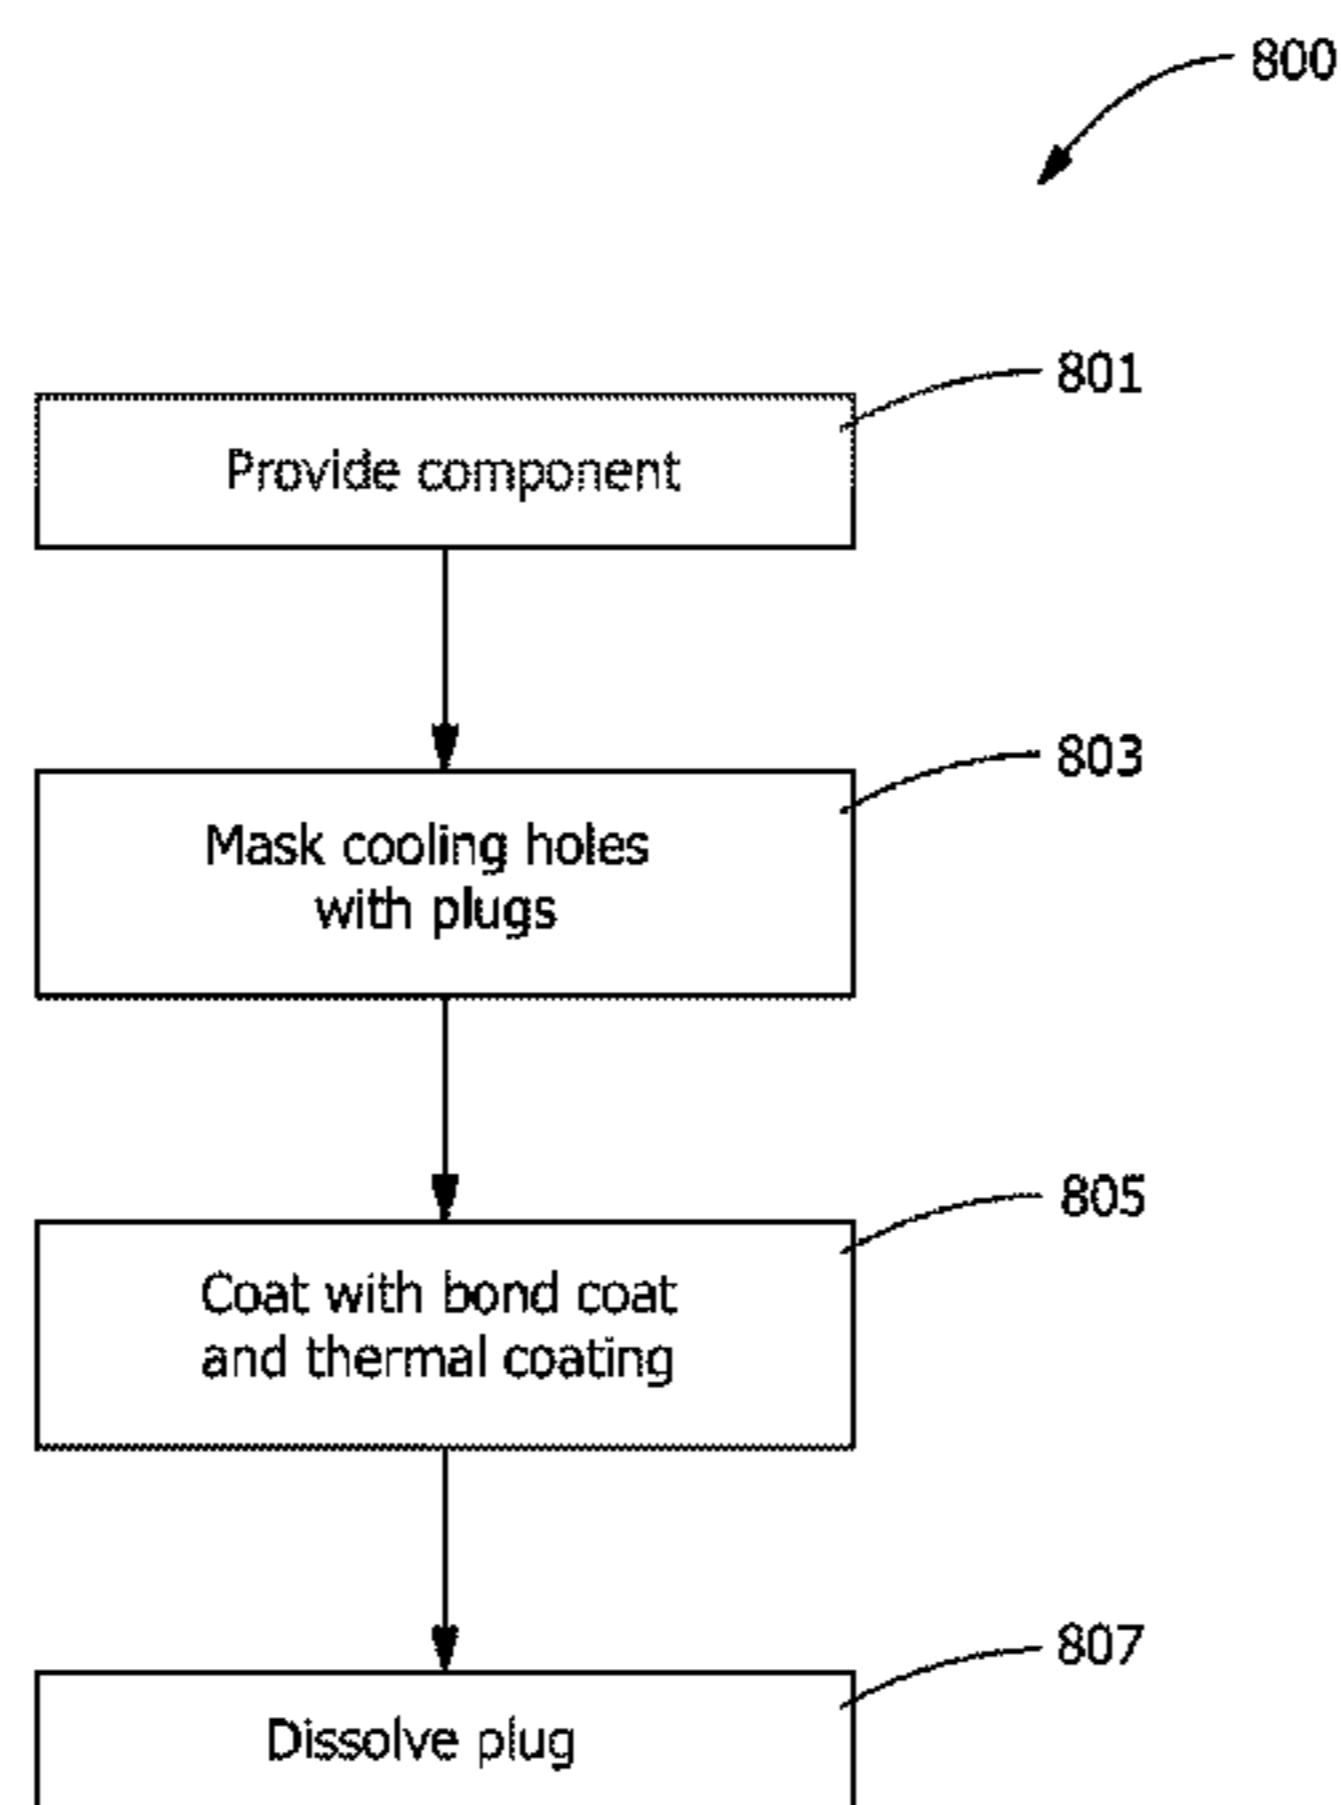 800
801
Provide component
803
Mask cooling holes
with plugs
805
Coat with bond coat
and thermal coating
807
Dissolve plug